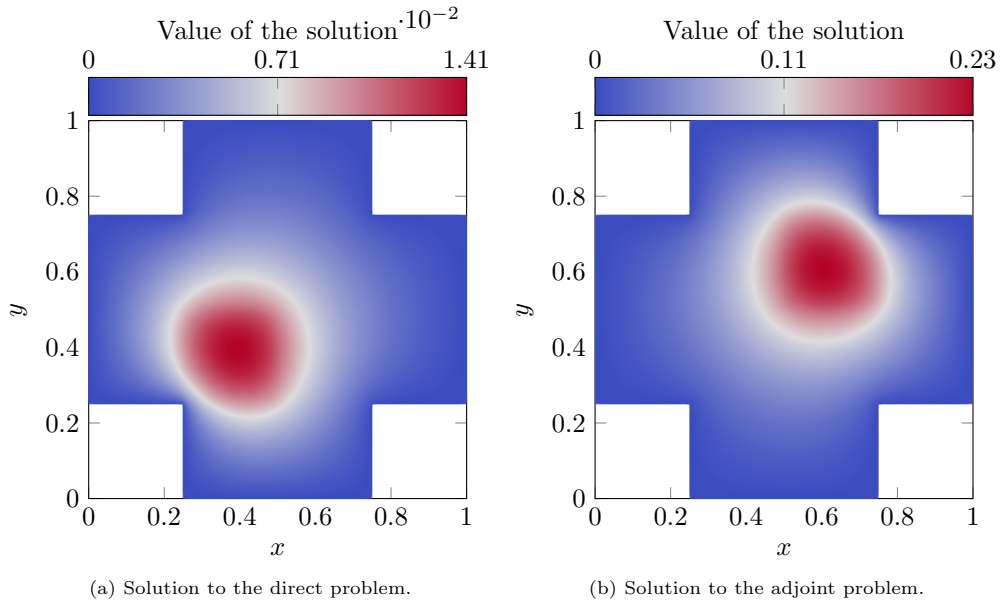 Value of the solution ·10⁻²
0 0.71 1.41
1
0.8
0.6
0.4
0.2
0
y
0 0.2 0.4 0.6 0.8 1
x
(a) Solution to the direct problem.
Value of the solution
0 0.11 0.23
1
0.8
0.6
0.4
0.2
0
y
0 0.2 0.4 0.6 0.8 1
x
(b) Solution to the adjoint problem.